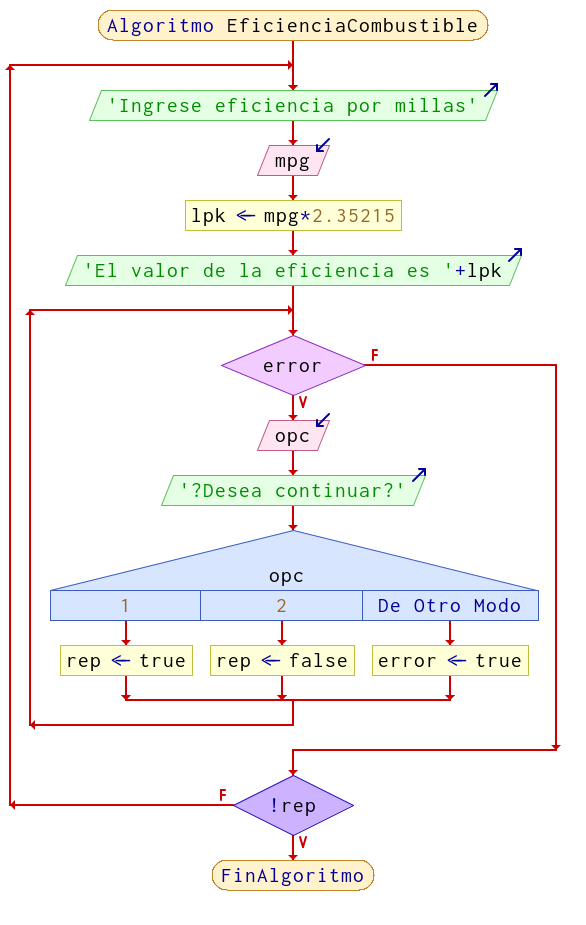 Algoritmo EficienciaCombustible
'Ingrese eficiencia por millas'
mpg
lpk ← mpg*2.35215
'El valor de la eficiencia es '+lpk
error
F
V
opc
'?Desea continuar?'
opc
1 2 De Otro Modo
rep ← true rep ← false error ← true
F
!rep
V
FinAlgoritmo